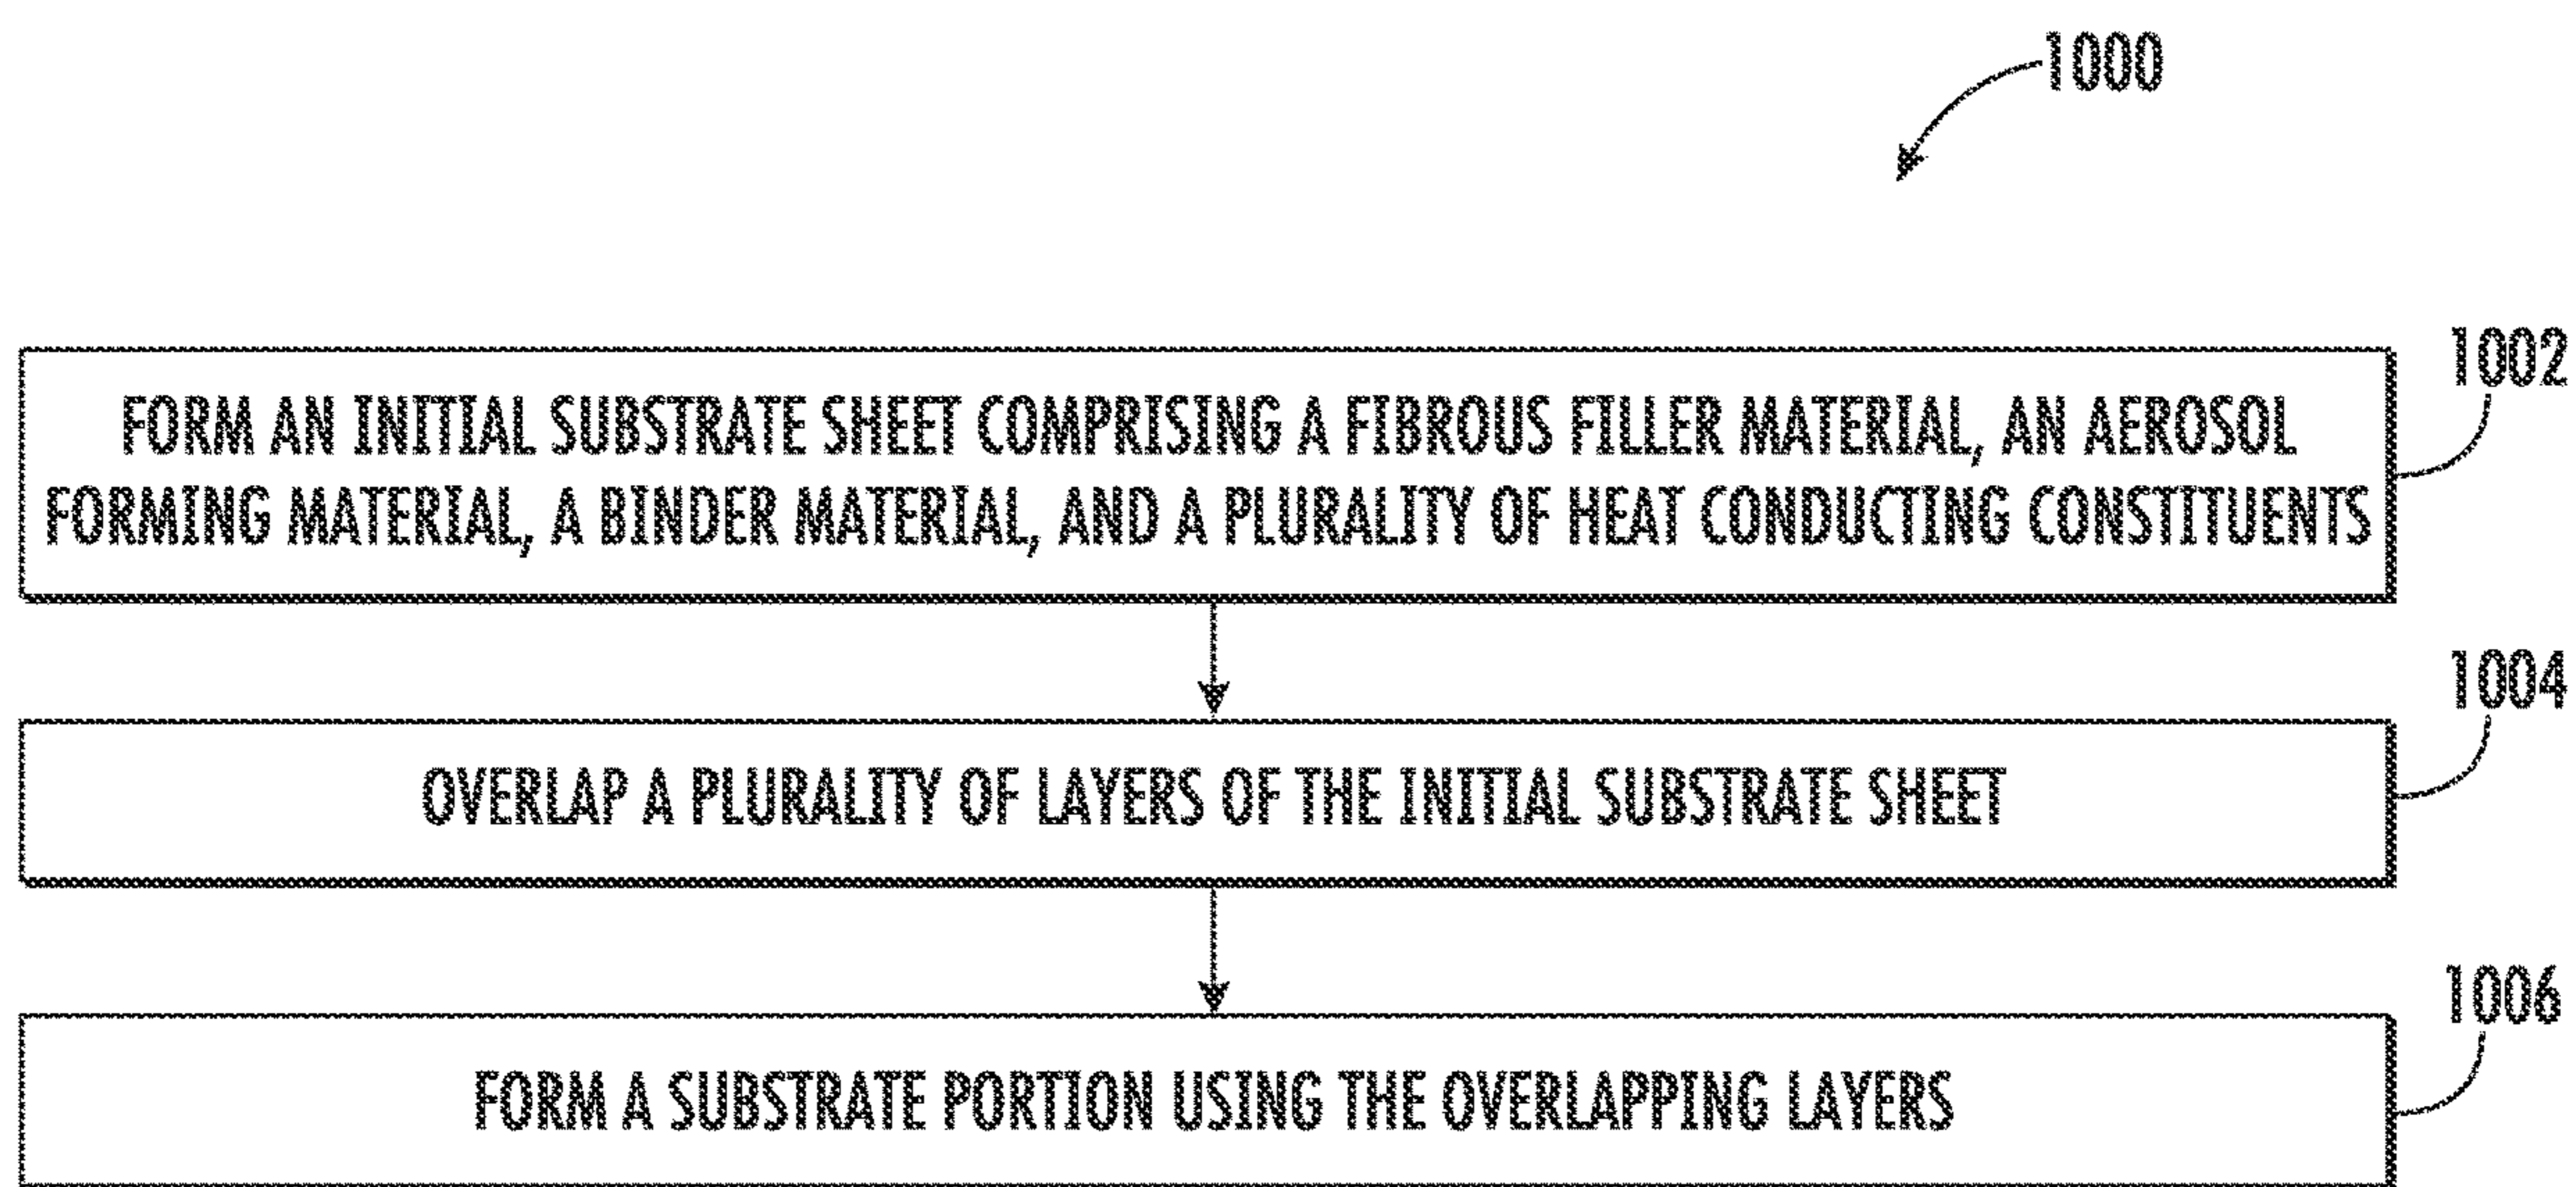 1000
1002
FORM AN INITIAL SUBSTRATE SHEET COMPRISING A FIBROUS FILLER MATERIAL, AN AEROSOL
FORMING MATERIAL, A BINDER MATERIAL, AND A PLURALITY OF HEAT CONDUCTING CONSTITUENTS
1004
OVERLAP A PLURALITY OF LAYERS OF THE INITIAL SUBSTRATE SHEET
1006
FORM A SUBSTRATE PORTION USING THE OVERLAPPING LAYERS